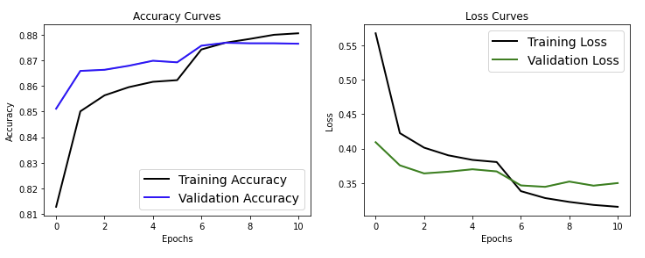 Accuracy Curves
0.88
0.87
0.86
0.85
0.84
0.83
0.82
0.81
Accuracy
0 2 4 6 8 10
Epochs
Training Accuracy
Validation Accuracy
Loss Curves
0.55
0.50
0.45
0.40
0.35
Loss
0 2 4 6 8 10
Epochs
Training Loss
Validation Loss